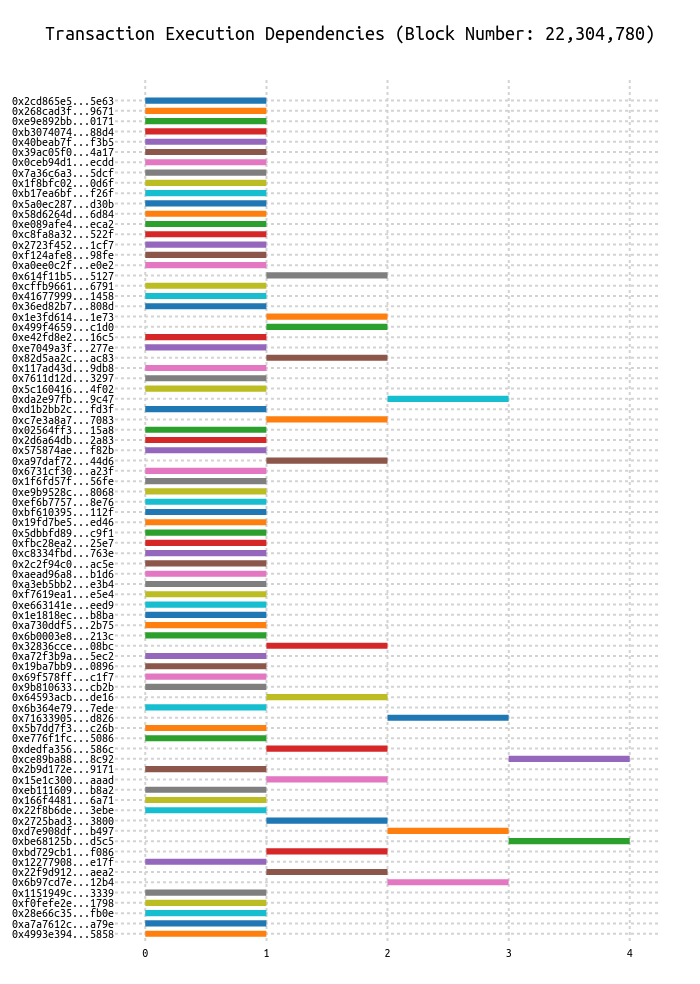 Transaction Execution Dependencies (Block Number: 22,304,780)
0x2cd865e5...5e63
0x268cad3f...9671
0xe9e892bb...0171
0xb3074074...88d4
0x40beab7f...f3b5
0x39ac05f0...4a17
0x0ceb94d1...ecdd
0x7a36c6a3...5dcf
0x1f8bfc02...0d6f
0xb17ea6bf...f26f
0x5a0ec287...d30b
0x58d6264d...6d84
0xe089afe4...eca2
0xc8fa8a32...522f
0x2723f452...1cf7
0xf124afe8...98fe
0xa0ee0c2f...e0e2
0x614f11b5...5127
0xcffb9661...6791
0x41677999...1458
0x36ed82b7...808d
0x1e3fd614...1e73
0x499f4659...c1d0
0xe42fd8e2...16c5
0xe7049a3f...277e
0x82d5aa2c...ac83
0x117ad43d...9db8
0x7611d12d...3297
0x5c160416...4f02
0xda2e97fb...9c47
0xd1b2bb2c...fd3f
0xc7e3a8a7...7083
0x02564ff3...15a8
0x2d6a64db...2a83
0x575874ae...f82b
0xa97daf72...44d6
0x6731cf30...a23f
0x1f6fd57f...56fe
0xe9b9528c...8068
0xef6b7757...8e76
0xbf610395...112f
0x19fd7be5...ed46
0x5dbbfd89...c9f1
0xfbc28ea2...25e7
0xc8334fbd...763e
0x2c2f94c0...ac5e
0xaead96a8...b1d6
0xa3eb5bb2...e3b4
0xf7619ea1...e5e4
0xe663141e...eed9
0x1e1818ec...b8ba
0xa730ddf5...2b75
0x6b0003e8...213c
0x32836cce...08bc
0xa72f3b9a...5ec2
0x19ba7bb9...0896
0x69f578ff...c1f7
0x9b810633...cb2b
0x64593acb...de16
0x6b364e79...7ede
0x71633905...d826
0x5b7dd7f3...c26b
0xe776f1fc...5086
0xdedfa356...586c
0xce89ba88...8c92
0x2b9d172e...9171
0x15e1c300...aaad
0xeb111609...b8a2
0x166f4481...6a71
0x22f8b6de...3ebe
0x2725bad3...3800
0xd7e908df...b497
0xbe68125b...d5c5
0xbd729cb1...f086
0x12277908...e17f
0x22f9d912...aea2
0x6b97cd7e...12b4
0x1151949c...3339
0xf0fefe2e...1798
0x28e66c35...fb0e
0xa7a7612c...a79e
0x4993e394...5858
0 1 2 3 4